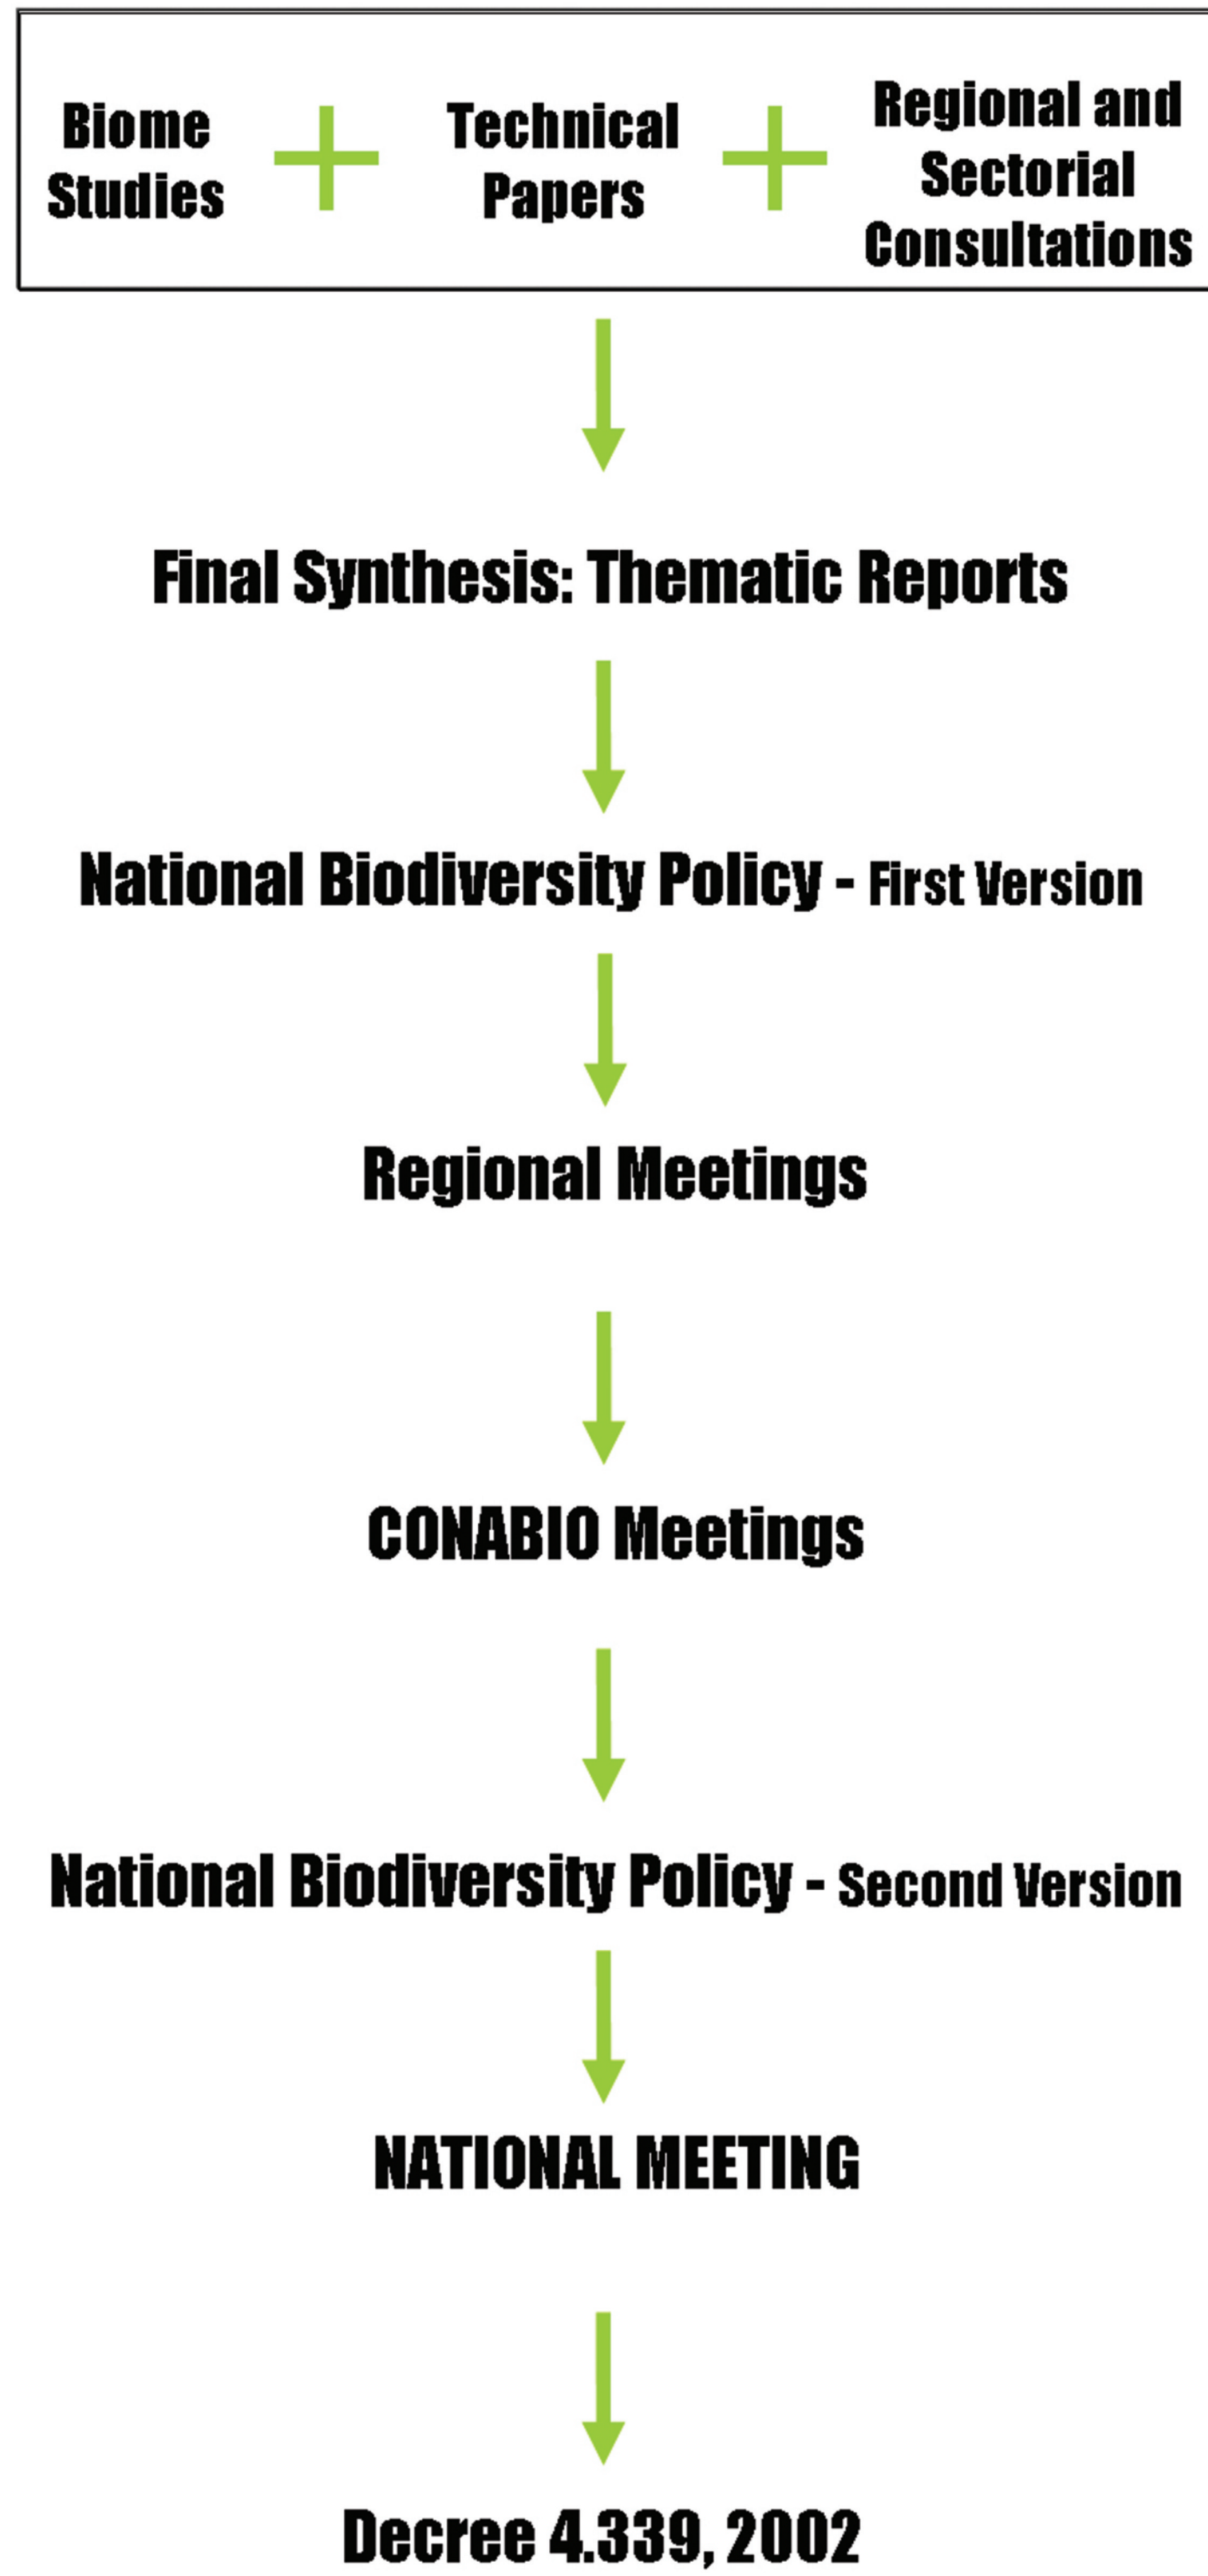 Biome
Studies
Technical
Papers
Regional and
Sectorial
Consultations
Final Synthesis: Thematic Reports
National Biodiversity Policy - First Version
Regional Meetings
CONABIO Meetings
National Biodiversity Policy - Second Version
NATIONAL MEETING
Decree 4.339, 2002